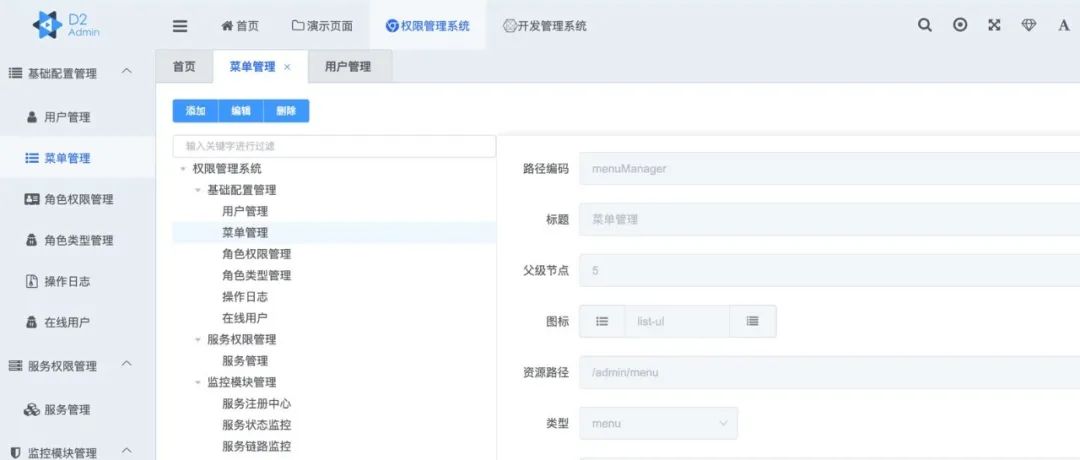 D2
Admin
首页
演示页面
权限管理系统
开发管理系统
A
基础配置管理
用户管理
菜单管理
角色权限管理
角色类型管理
操作日志
在线用户
服务权限管理
服务管理
监控模块管理
首页
菜单管理 ×
用户管理
添加
编辑
删除
输入关键字进行过滤
权限管理系统
基础配置管理
用户管理
菜单管理
角色权限管理
角色类型管理
操作日志
在线用户
服务权限管理
服务管理
监控模块管理
服务注册中心
服务状态监控
服务链路监控
路径编码 menuManager
标题 菜单管理
父级节点 5
图标 list-ul
资源路径 /admin/menu
类型 menu